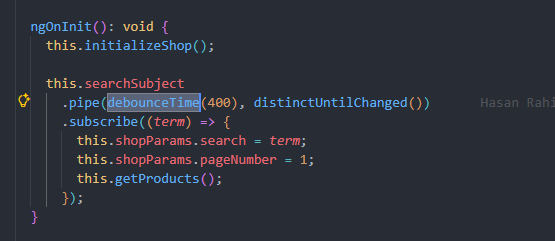 ngOnInit(): void {
this.initializeShop();
this.searchSubject
.pipe(debounceTime(400), distinctUntilChanged()) Hasan Rahi
.subscribe((term) => {
this.shopParams.search = term;
this.shopParams.pageNumber = 1;
this.getProducts();
});
}